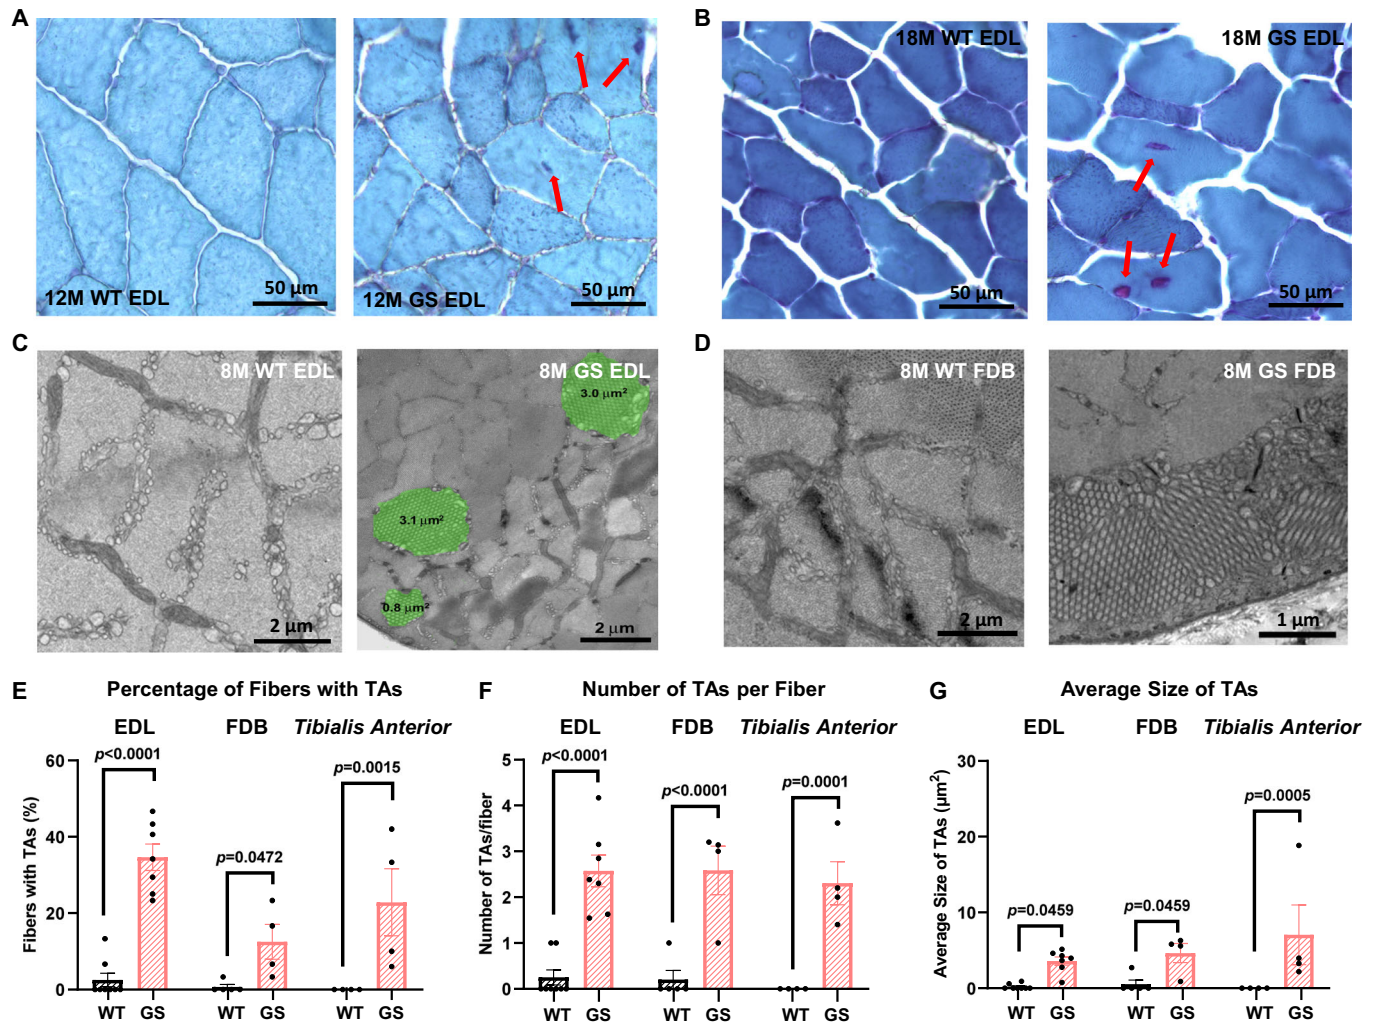 A
B
12M WT EDL
50 μm
12M GS EDL
50 μm
18M WT EDL
50 μm
18M GS EDL
50 μm
C
D
8M WT EDL
2 μm
8M GS EDL
3.0 μm²
3.1 μm²
0.8 μm²
2 μm
8M WT FDB
2 μm
8M GS FDB
1 μm
E
Percentage of Fibers with TAs
EDL FDB Tibialis Anterior
Fibers with TAs (%)
60
40
20
0
p<0.0001
p=0.0472
p=0.0015
WT GS WT GS WT GS
F
Number of TAs per Fiber
EDL FDB Tibialis Anterior
Number of TAs/fiber
5
4
3
2
1
0
p<0.0001
p<0.0001
p=0.0001
WT GS WT GS WT GS
G
Average Size of TAs
EDL FDB Tibialis Anterior
Average Size of TAs (μm²)
30
20
10
0
p=0.0459
p=0.0459
p=0.0005
WT GS WT GS WT GS